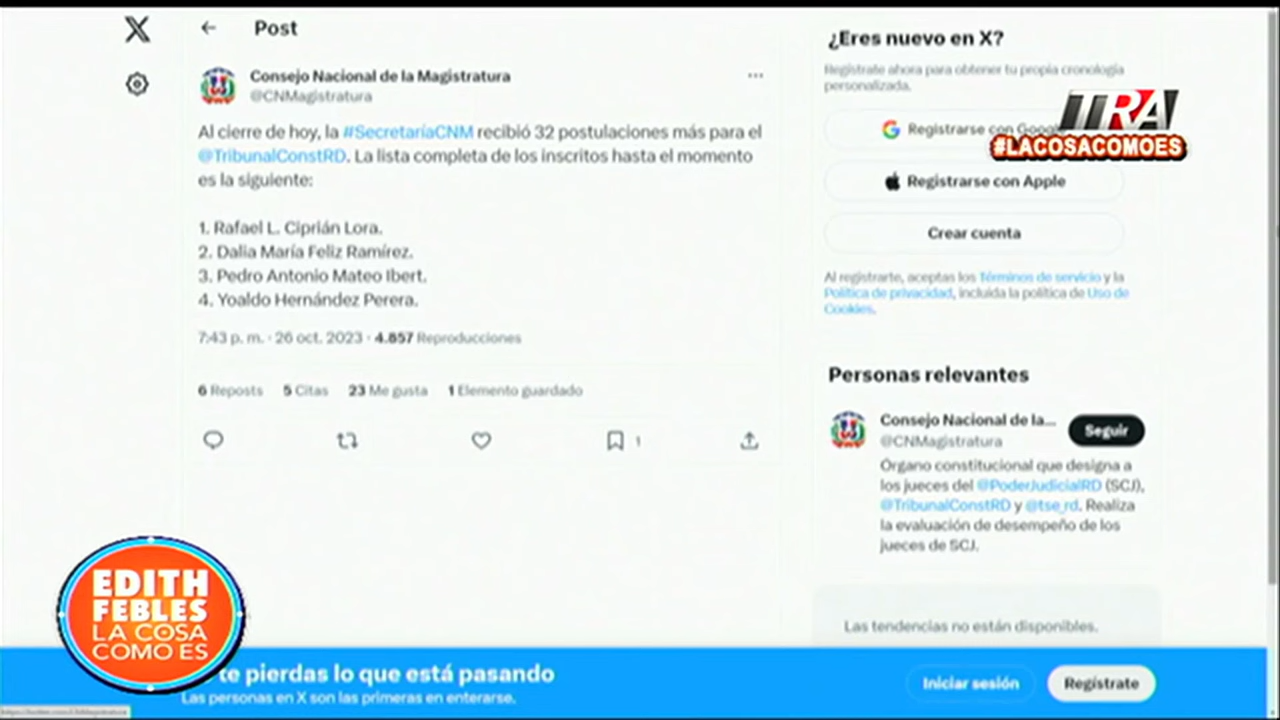 Post
Consejo Nacional de la Magistratura
@CNMagistratura
Al cierre de hoy, la #SecretaríaCNM recibió 32 postulaciones más para el
@TribunalConstRD. La lista completa de los inscritos hasta el momento
es la siguiente:
1. Rafael L. Ciprián Lora.
2. Dalia María Feliz Ramírez.
3. Pedro Antonio Mateo Ibert.
4. Yoaldo Hernández Perera.
7:43 p. m. · 26 oct. 2023 · 4.857 Reproducciones
6 Reposts 5 Citas 23 Me gusta 1 Elemento guardado
1
¿Eres nuevo en X?
Regístrate ahora para obtener tu propia cronología
personalizada.
Registrarse con Google
Registrarse con Apple
Crear cuenta
Al registrarte, aceptas los Términos de servicio y la
Política de privacidad, incluida la política de Uso de
Cookies.
Personas relevantes
Consejo Nacional de la...
@CNMagistratura
Seguir
Órgano constitucional que designa a
los jueces del @PoderJudicialRD (SCJ),
@TribunalConstRD y @tse_rd. Realiza
la evaluación de desempeño de los
jueces de SCJ.
Las tendencias no están disponibles.
te pierdas lo que está pasando
Las personas en X son las primeras en enterarse.
Iniciar sesión
Regístrate
TRA
#LACOSACOMOES
EDITH
FEBLES
LA COSA
COMO ES